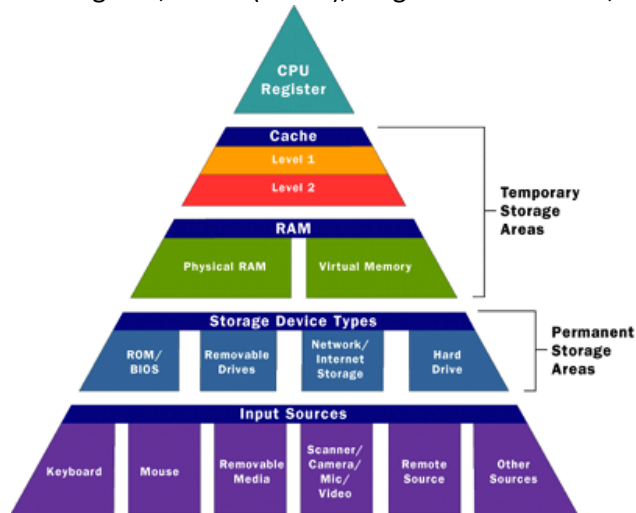 CPU
Register
Cache
Level 1
Level 2
Temporary
Storage
Areas
RAM
Physical RAM
Virtual Memory
Storage Device Types
ROM/
BIOS
Removable
Drives
Network/
Internet
Storage
Hard
Drive
Permanent
Storage
Areas
Input Sources
Keyboard
Mouse
Removable
Media
Scanner/
Camera/
Mic/
Video
Remote
Source
Other
Sources